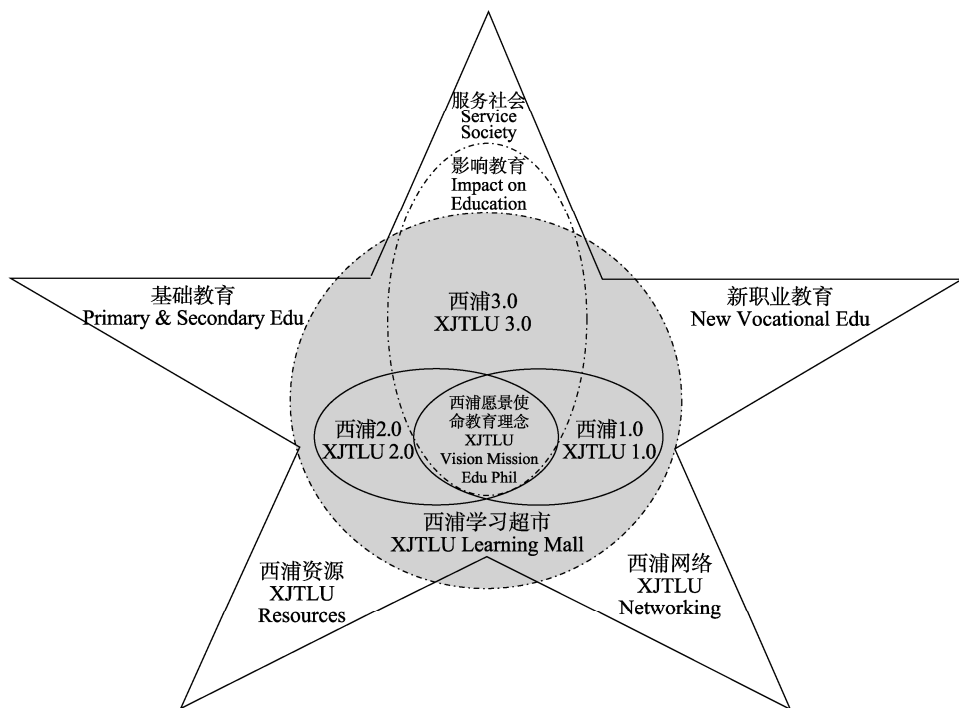 服务社会
Service
Society
影响教育
Impact on
Education
基础教育
Primary & Secondary Edu
新职业教育
New Vocational Edu
西浦3.0
XJTLU 3.0
西浦2.0
XJTLU 2.0
西浦愿景使
命教育理念
XJTLU
Vision Mission
Edu Phil
西浦1.0
XJTLU 1.0
西浦学习超市
XJTLU Learning Mall
西浦资源
XJTLU
Resources
西浦网络
XJTLU
Networking